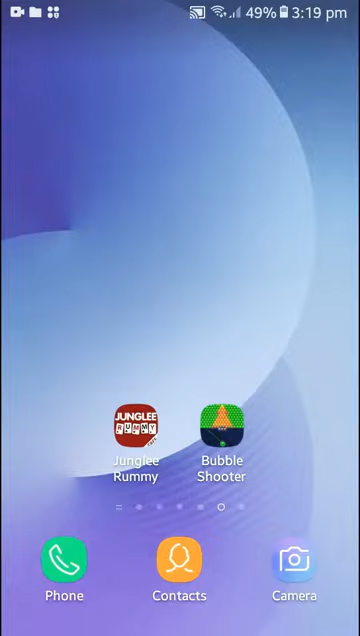 49% 3:19 pm
JUNGLEE
RUMMY
Junglee
Rummy
Bubble
Shooter
Phone
Contacts
Camera